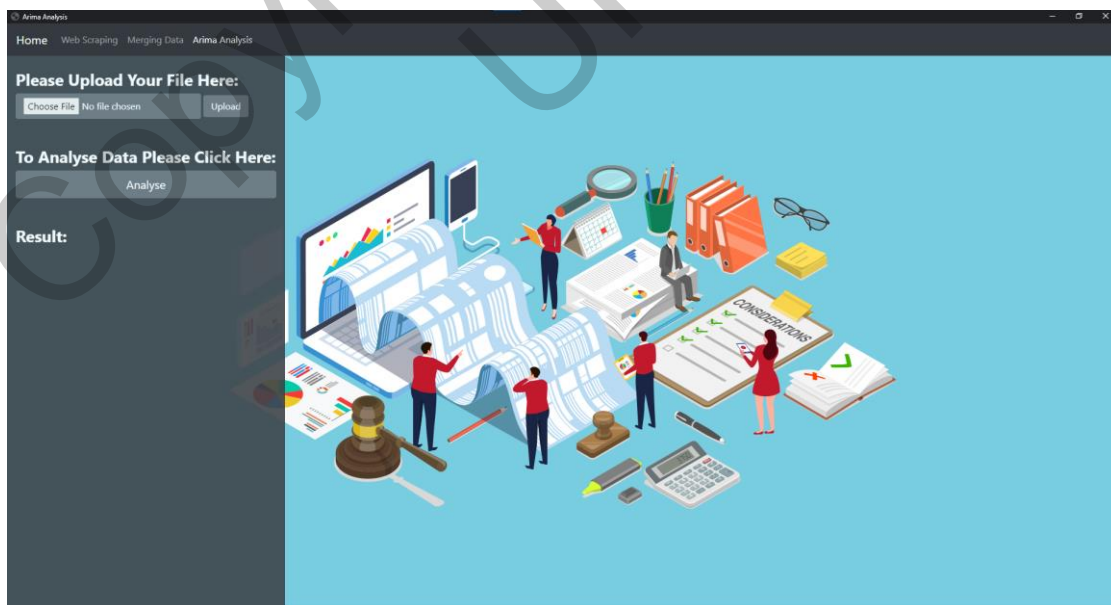 Arima Analysis
Home Web Scraping Merging Data Arima Analysis
Please Upload Your File Here:
Choose File No file chosen Upload
To Analyse Data Please Click Here:
Analyse
Result:
CONSIDERATIONS